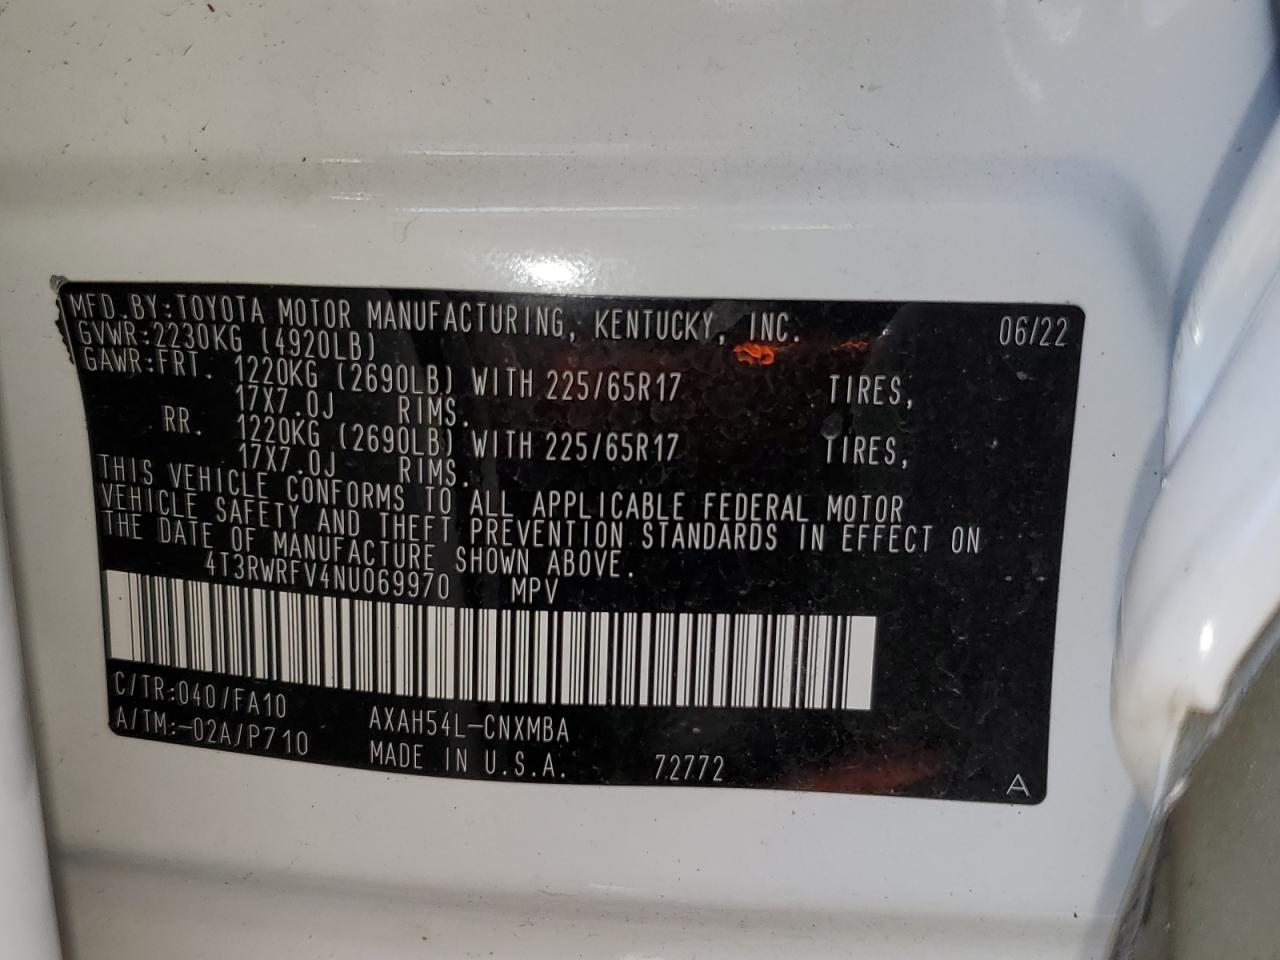 MFD.BY:TOYOTA MOTOR MANUFACTURING, KENTUCKY, INC. 06/22
GVWR:2230KG (4920LB)
GAWR:FRT. 1220KG (2690LB) WITH 225/65R17 TIRES,
17X7.0J RIMS.
RR. 1220KG (2690LB) WITH 225/65R17 TIRES,
17X7.0J RIMS.
THIS VEHICLE CONFORMS TO ALL APPLICABLE FEDERAL MOTOR
VEHICLE SAFETY AND THEFT PREVENTION STANDARDS IN EFFECT ON
THE DATE OF MANUFACTURE SHOWN ABOVE.
4T3RWRFV4NU069970 MPV
C/TR:040/FA10 AXAH54L-CNXMBA
A/TM:-02A/P710 MADE IN U.S.A. 72772 A